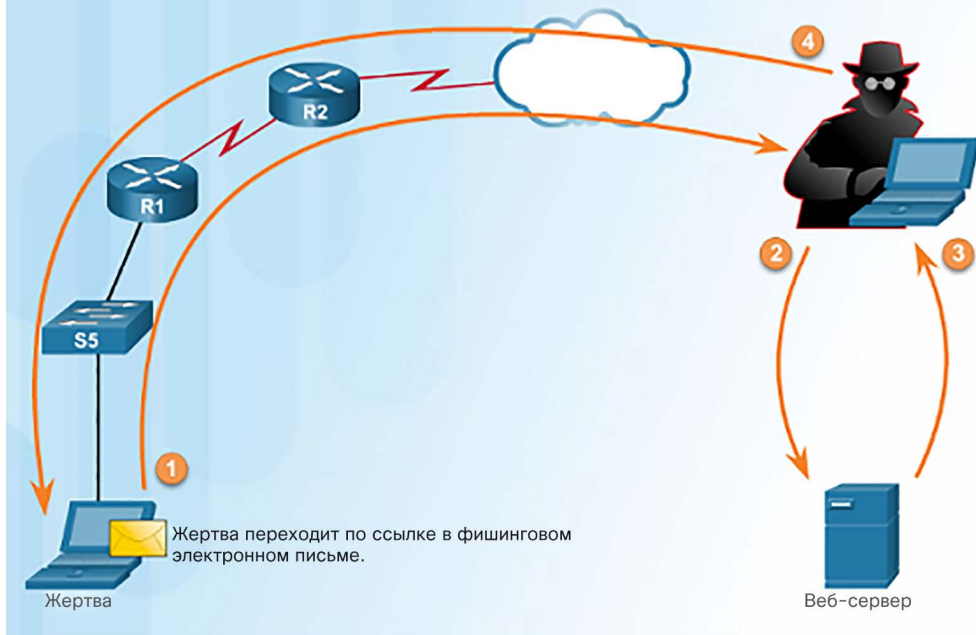 4
R2
R1
2
3
S5
1
Жертва переходит по ссылке в фишинговом
электронном письме.
Жертва
Веб-сервер